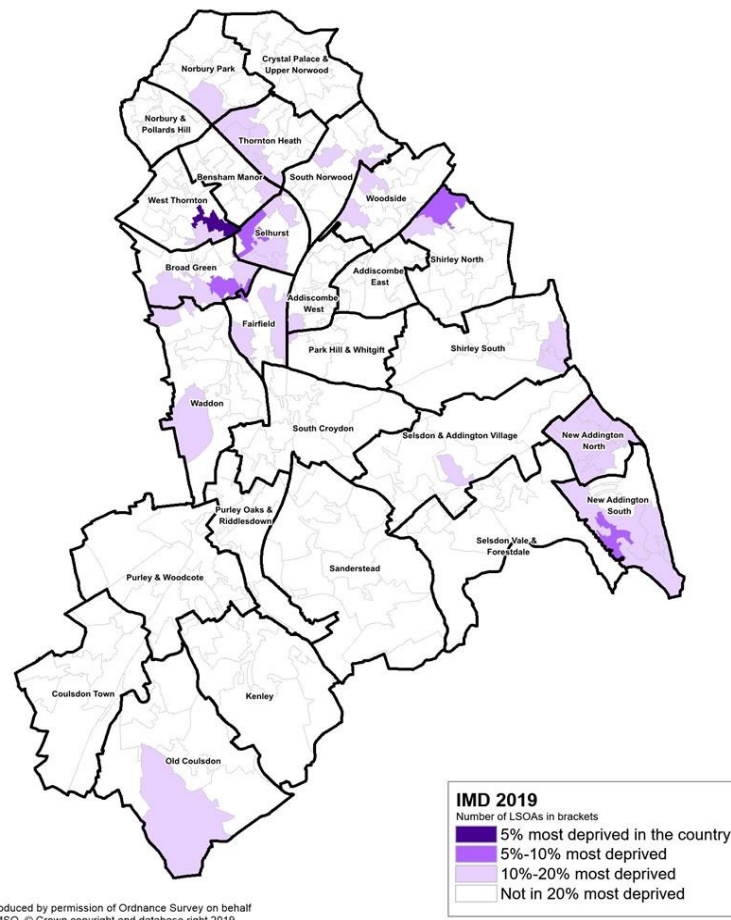 Crystal Palace &
Upper Norwood
Norbury Park
Norbury &
Pollards Hill
Thornton Heath
Bensham Manor
South Norwood
West Thornton
Woodside
Selhurst
Shirley North
Broad Green
Addiscombe
East
Addiscombe
West
Fairfield
Park Hill & Whitgift
Shirley South
Waddon
South Croydon
Selsdon & Addington Village
New Addington
North
New Addington
South
Purley Oaks &
Riddlesdown
Selsdon Vale &
Forestdale
Sanderstead
Purley & Woodcote
Coulsdon Town
Kenley
Old Coulsdon
IMD 2019
Number of LSOAs in brackets
5% most deprived in the country
5%-10% most deprived
10%-20% most deprived
Not in 20% most deprived
oduced by permission of Ordnance Survey on behalf
MSO. © Crown copyright and database right 2019